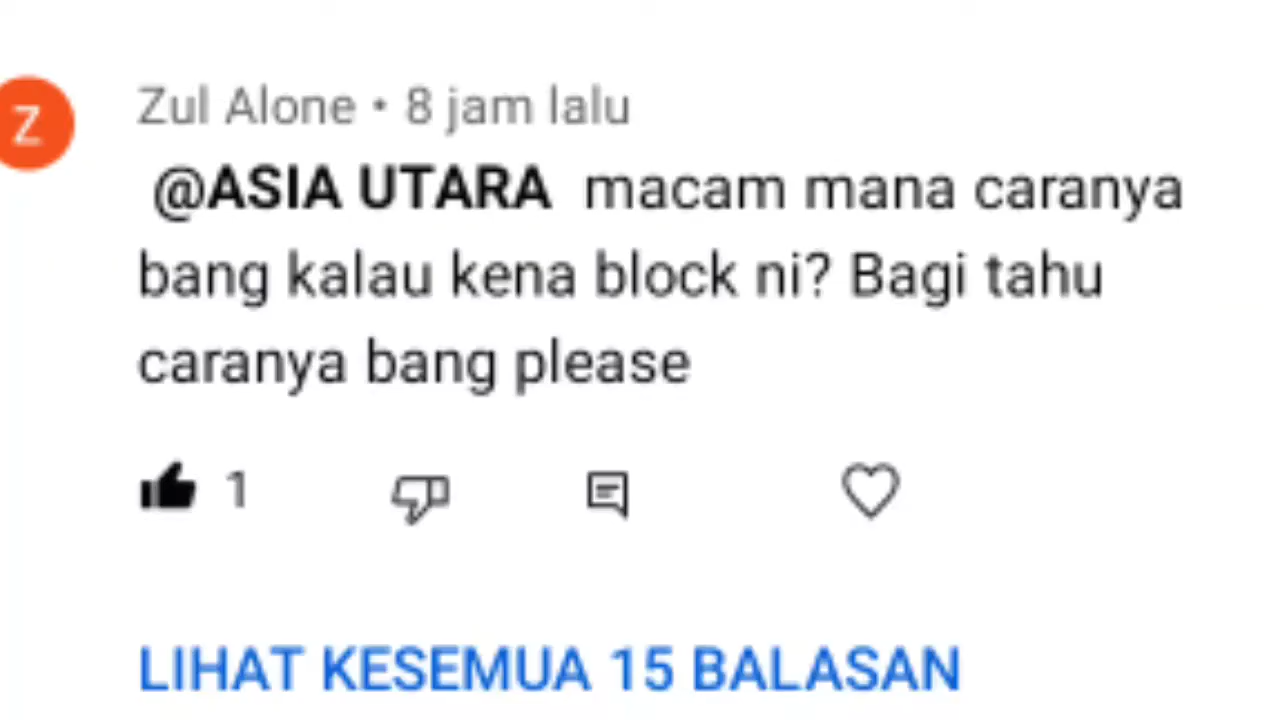 Z
Zul Alone • 8 jam lalu
@ASIA UTARA macam mana caranya
bang kalau kena block ni? Bagi tahu
caranya bang please
1
LIHAT KESEMUA 15 BALASAN